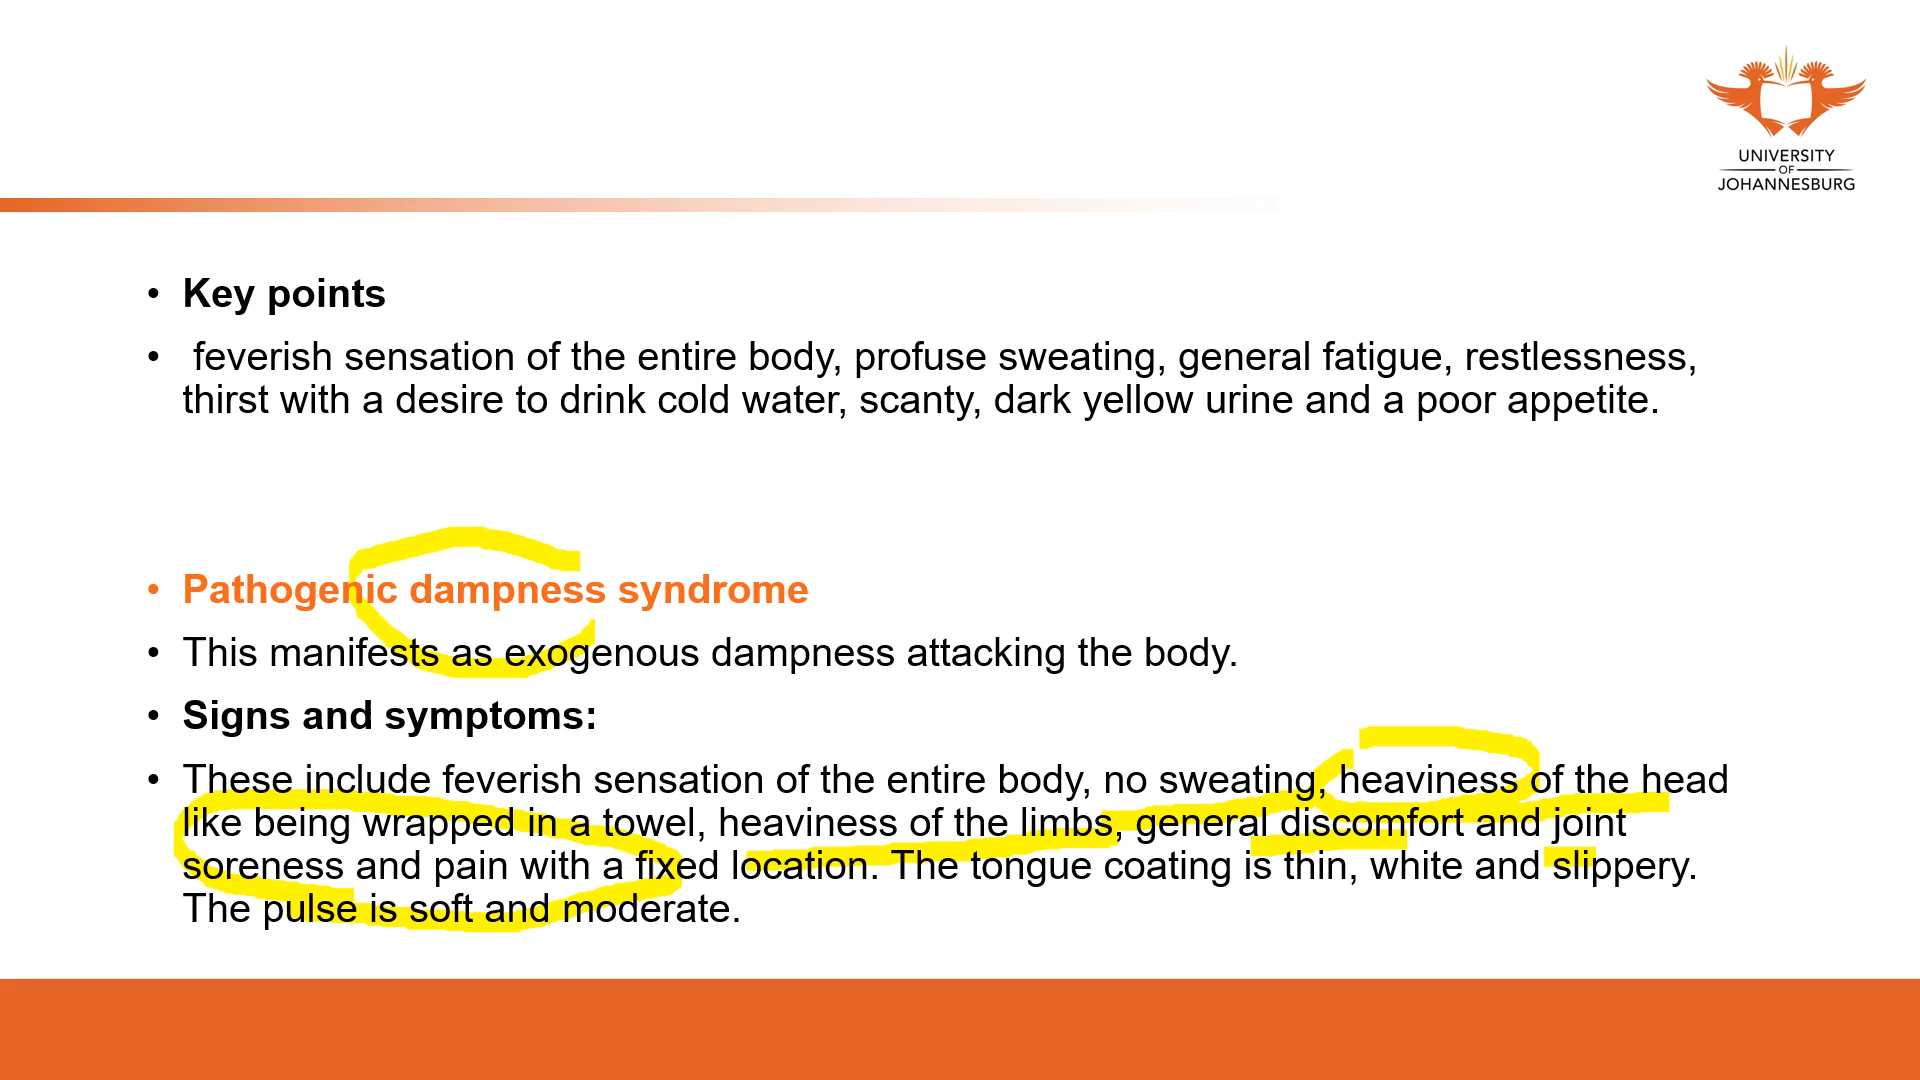 UNIVERSITY
OF
JOHANNESBURG
• Key points
• feverish sensation of the entire body, profuse sweating, general fatigue, restlessness,
thirst with a desire to drink cold water, scanty, dark yellow urine and a poor appetite.
• Pathogenic dampness syndrome
• This manifests as exogenous dampness attacking the body.
• Signs and symptoms:
• These include feverish sensation of the entire body, no sweating, heaviness of the head
like being wrapped in a towel, heaviness of the limbs, general discomfort and joint
soreness and pain with a fixed location. The tongue coating is thin, white and slippery.
The pulse is soft and moderate.